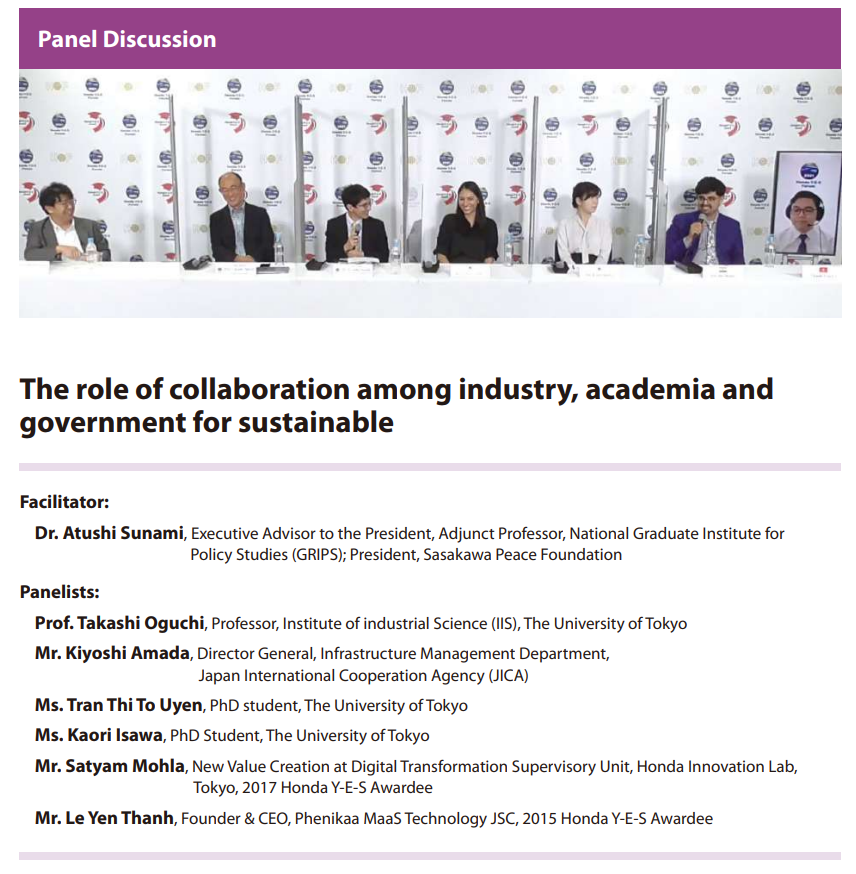 Panel Discussion
The role of collaboration among industry, academia and
government for sustainable
Facilitator:
Dr. Atushi Sunami, Executive Advisor to the President, Adjunct Professor, National Graduate Institute for
Policy Studies (GRIPS); President, Sasakawa Peace Foundation
Panelists:
Prof. Takashi Oguchi, Professor, Institute of industrial Science (IIS), The University of Tokyo
Mr. Kiyoshi Amada, Director General, Infrastructure Management Department,
Japan International Cooperation Agency (JICA)
Ms. Tran Thi To Uyen, PhD student, The University of Tokyo
Ms. Kaori Isawa, PhD Student, The University of Tokyo
Mr. Satyam Mohla, New Value Creation at Digital Transformation Supervisory Unit, Honda Innovation Lab,
Tokyo, 2017 Honda Y-E-S Awardee
Mr. Le Yen Thanh, Founder & CEO, Phenikaa MaaS Technology JSC, 2015 Honda Y-E-S Awardee